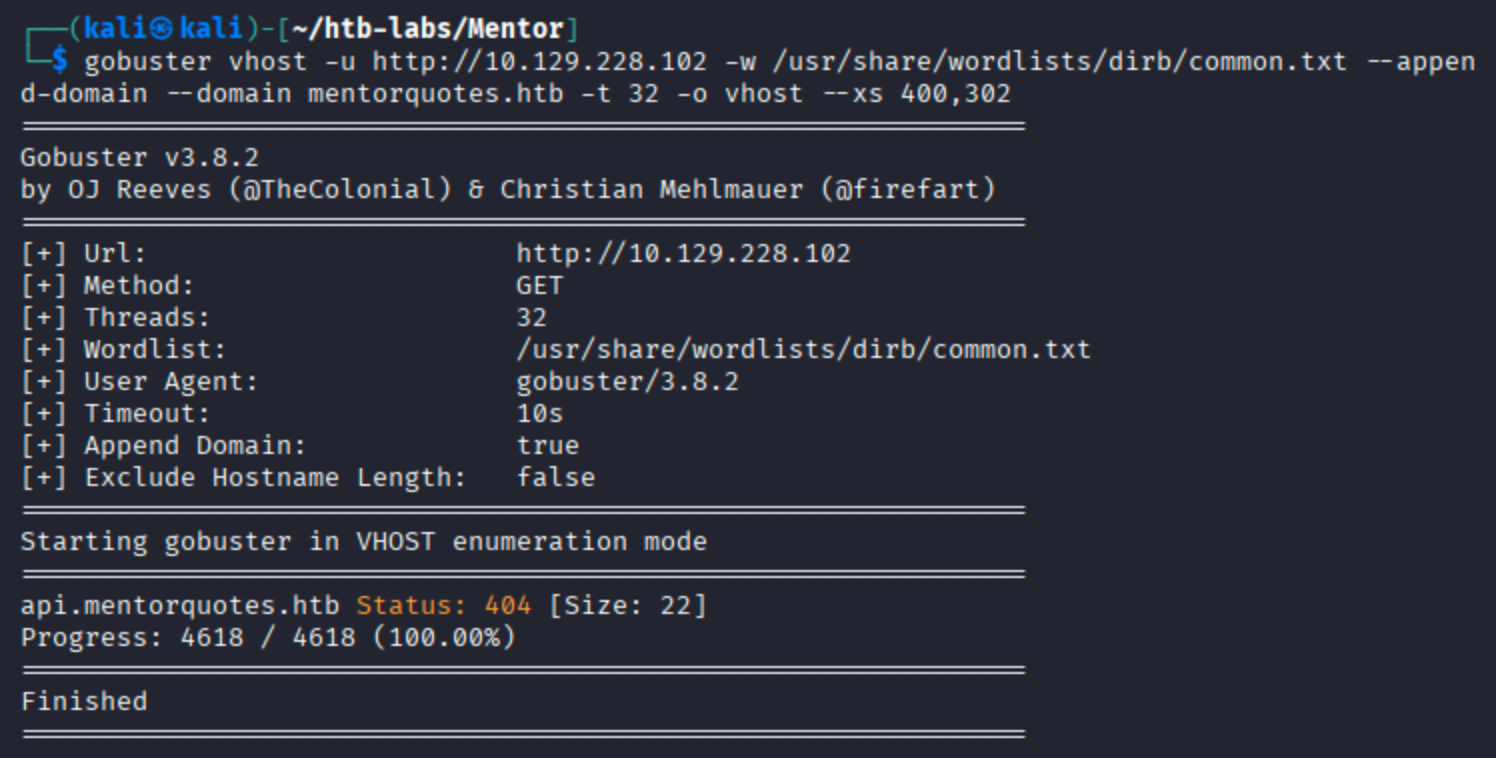 ┌──(kali㉿kali)-[~/htb-labs/Mentor]
└─$ gobuster vhost -u http://10.129.228.102 -w /usr/share/wordlists/dirb/common.txt --appen
d-domain --domain mentorquotes.htb -t 32 -o vhost --xs 400,302
===============================================================
Gobuster v3.8.2
by OJ Reeves (@TheColonial) & Christian Mehlmauer (@firefart)
===============================================================
[+] Url:                       http://10.129.228.102
[+] Method:                    GET
[+] Threads:                   32
[+] Wordlist:                  /usr/share/wordlists/dirb/common.txt
[+] User Agent:                gobuster/3.8.2
[+] Timeout:                   10s
[+] Append Domain:             true
[+] Exclude Hostname Length:   false
===============================================================
Starting gobuster in VHOST enumeration mode
===============================================================
api.mentorquotes.htb Status: 404 [Size: 22]
Progress: 4618 / 4618 (100.00%)
===============================================================
Finished
===============================================================